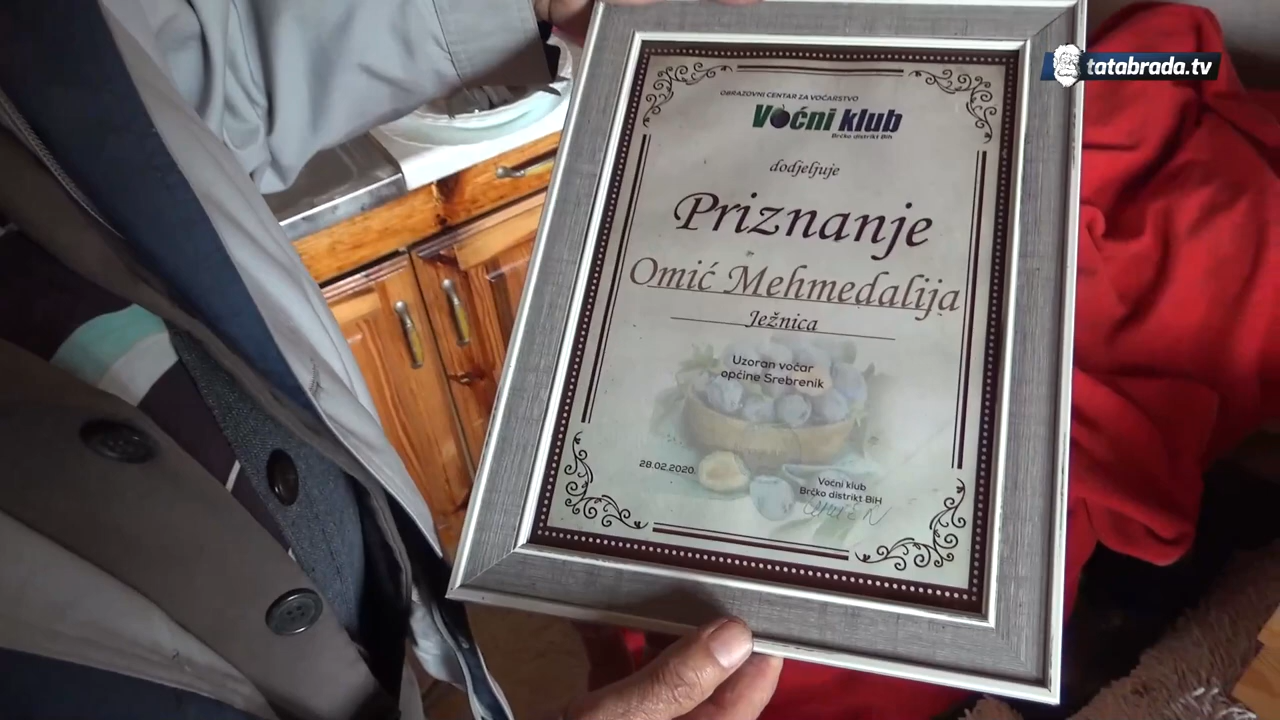 tatabrada.tv
OBRAZOVNI CENTAR ZA VOĆARSTVO
Voćni klub
Brčko distrikt BiH
dodjeljuje
Priznanje
Omić Mehmedalija
Ježnica
Uzoran voćar
općine Srebrenik
28.02.2020.
Voćni klub
Brčko distrikt BiH